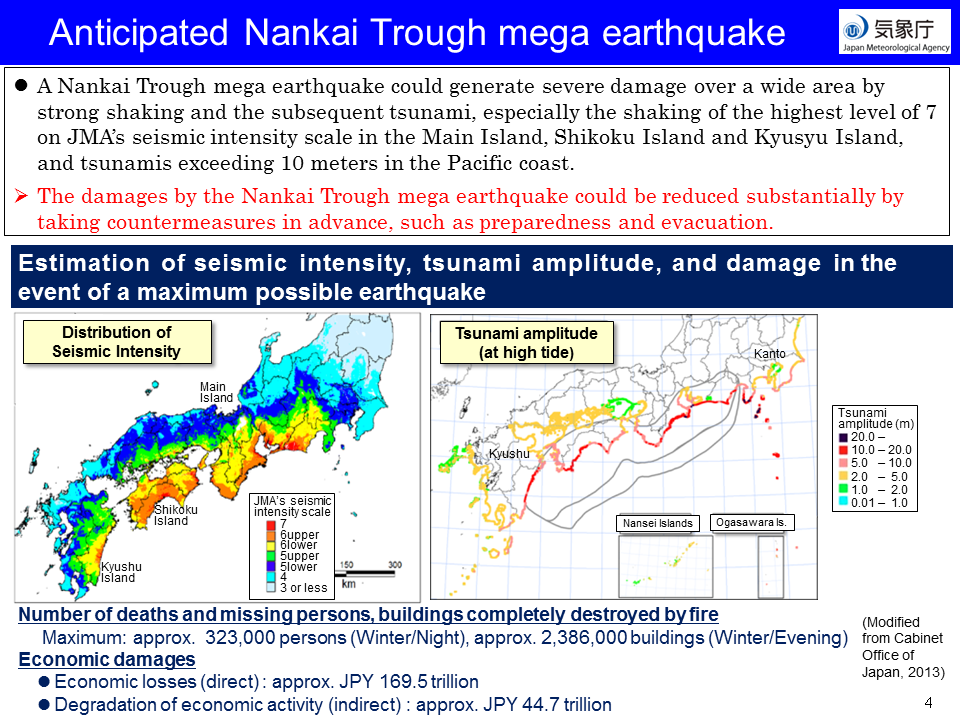 Anticipated Nankai Trough mega earthquake
気象庁
Japan Meteorological Agency
● A Nankai Trough mega earthquake could generate severe damage over a wide area by
strong shaking and the subsequent tsunami, especially the shaking of the highest level of 7
on JMA’s seismic intensity scale in the Main Island, Shikoku Island and Kyusyu Island,
and tsunamis exceeding 10 meters in the Pacific coast.
➢ The damages by the Nankai Trough mega earthquake could be reduced substantially by
taking countermeasures in advance, such as preparedness and evacuation.
Estimation of seismic intensity, tsunami amplitude, and damage in the
event of a maximum possible earthquake
Distribution of
Seismic Intensity
Main
Island
Shikoku
Island
Kyushu
Island
JMA's seismic
intensity scale
7
6upper
6lower
5upper
5lower
4
3 or less
150 300
km
Tsunami amplitude
(at high tide)
Kanto
Kyushu
Nansei Islands
Ogasawara Is.
Tsunami
amplitude (m)
20.0 –
10.0 – 20.0
5.0 – 10.0
2.0 – 5.0
1.0 – 2.0
0.01 – 1.0
Number of deaths and missing persons, buildings completely destroyed by fire
Maximum: approx. 323,000 persons (Winter/Night), approx. 2,386,000 buildings (Winter/Evening)
Economic damages
● Economic losses (direct) : approx. JPY 169.5 trillion
● Degradation of economic activity (indirect) : approx. JPY 44.7 trillion
(Modified
from Cabinet
Office of
Japan, 2013)
4